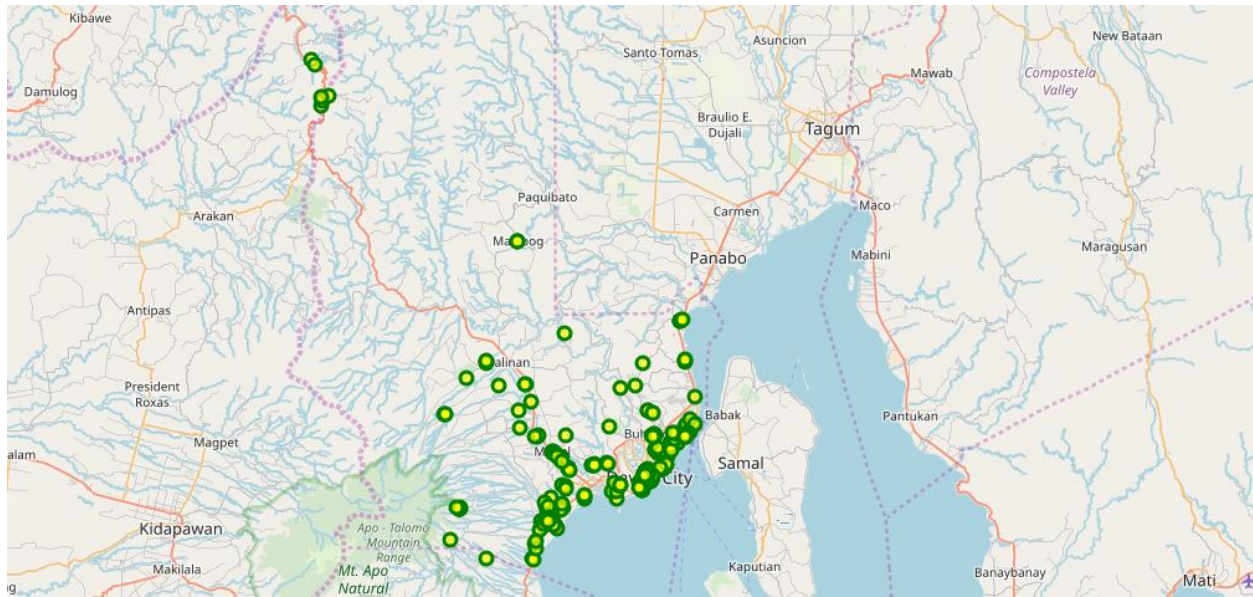 Kibawe
New Bataan
Asuncion
Santo Tomas
Mawab
Compostela
Valley
Damulog
Braulio E.
Dujali
Tagum
Paquibato
Maco
Carmen
Arakan
Maragusan
Mabini
Panabo
Antipas
President
Roxas
Babak
Pantukan
Magpet
Samal
City
Kidapawan
Apo - Talomo
Mountain
Range
Makilala
Mt. Apo
Natural
Kaputian
Banaybanay
Mati